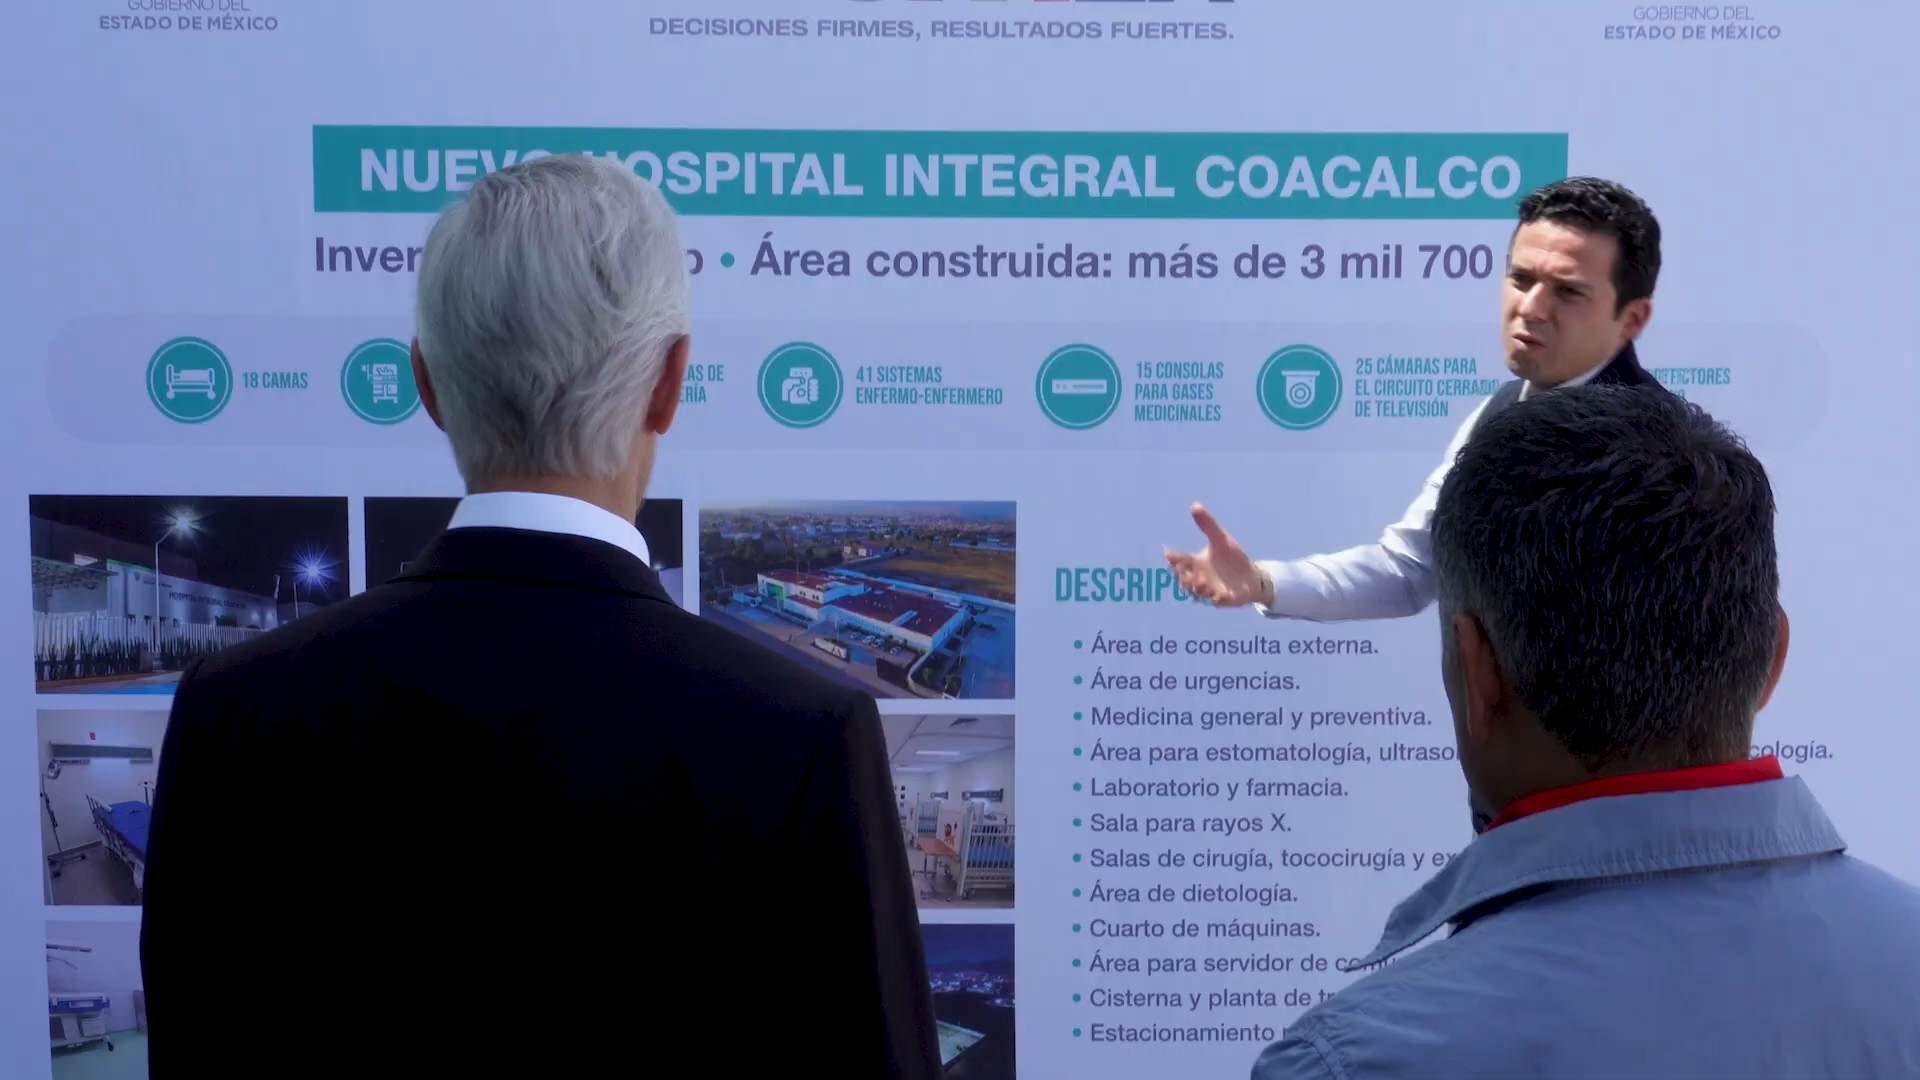 GOBIERNO DEL
ESTADO DE MÉXICO
DECISIONES FIRMES, RESULTADOS FUERTES.
GOBIERNO DEL
ESTADO DE MÉXICO
NUEVO HOSPITAL INTEGRAL COACALCO
Área construida: más de 3 mil 700
18 CAMAS
41 SISTEMAS
ENFERMO-ENFERMERO
15 CONSOLAS
PARA GASES
MEDICINALES
25 CÁMARAS PARA
EL CIRCUITO CERRADO
DE TELEVISIÓN
HOSPITAL INTEGRAL COACALCO
• Área de consulta externa.
• Área de urgencias.
• Medicina general y preventiva.
• Área para estomatología,
• Laboratorio y farmacia.
• Sala para rayos X.
• Salas de cirugía, tococirugía y
• Área de dietología.
• Cuarto de máquinas.
• Área para servidor de
• Cisterna y planta de
• Estacionamiento